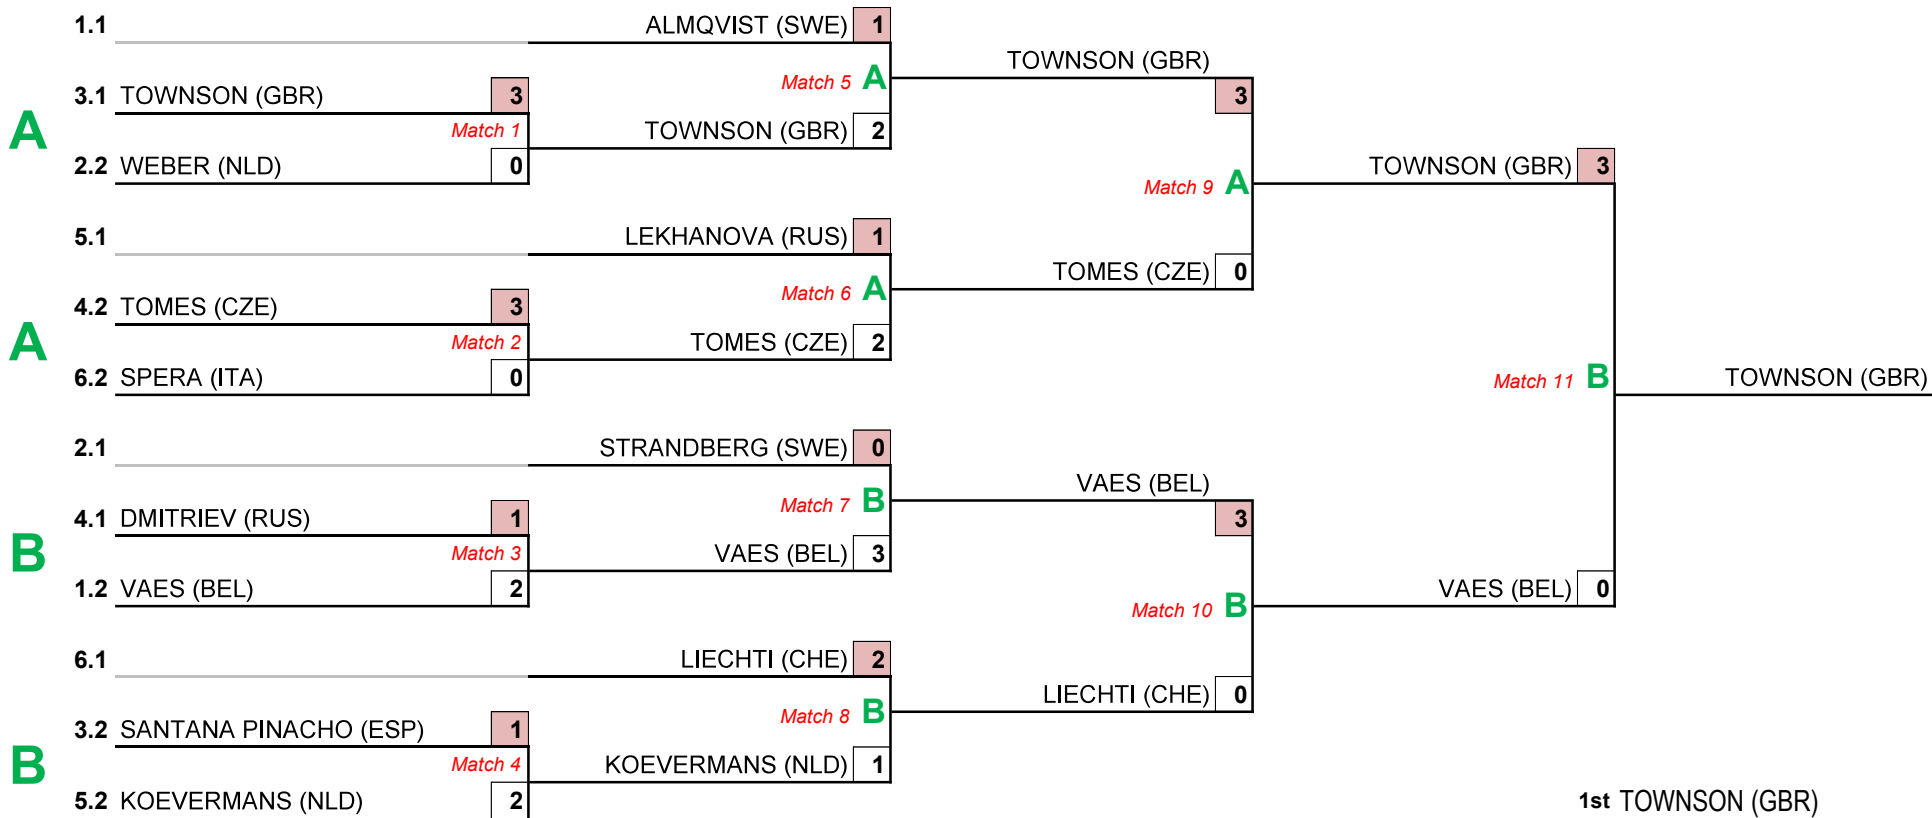 1.1 ALMQVIST (SWE) 1
TOWNSON (GBR)
Match 5 A
3.1 TOWNSON (GBR) 3
3
A
Match 1
TOWNSON (GBR) 2
2.2 WEBER (NLD) 0
TOWNSON (GBR) 3
Match 9 A
5.1 LEKHANOVA (RUS) 1
TOMES (CZE) 0
Match 6 A
4.2 TOMES (CZE) 3
A
Match 2
TOMES (CZE) 2
6.2 SPERA (ITA) 0
Match 11 B
TOWNSON (GBR)
2.1 STRANDBERG (SWE) 0
VAES (BEL)
Match 7 B
4.1 DMITRIEV (RUS) 1
3
B
Match 3
VAES (BEL) 3
1.2 VAES (BEL) 2
VAES (BEL) 0
Match 10 B
6.1 LIECHTI (CHE) 2
LIECHTI (CHE) 0
Match 8 B
3.2 SANTANA PINACHO (ESP) 1
B
Match 4
KOEVERMANS (NLD) 1
5.2 KOEVERMANS (NLD) 2
1st TOWNSON (GBR)